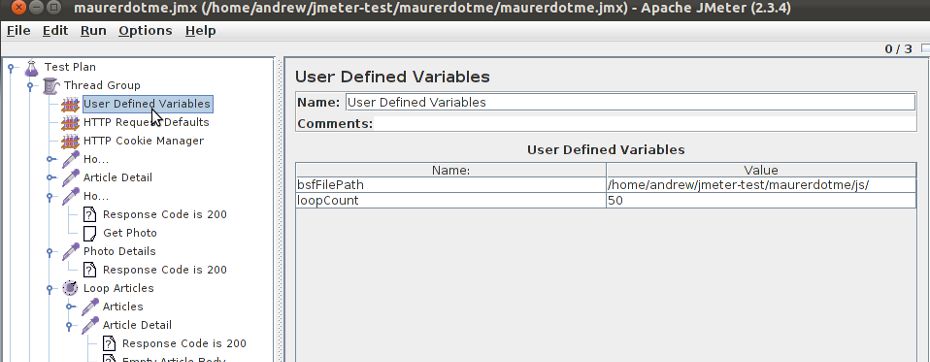 maurerdotme.jmx (/home/andrew/jmeter-test/maurerdotme/maurerdotme.jmx) - Apache JMeter (2.3.4)
File Edit Run Options Help
0 / 3
Test Plan
Thread Group
User Defined Variables
HTTP Request Defaults
HTTP Cookie Manager
Ho...
Article Detail
Ho...
Response Code is 200
Get Photo
Photo Details
Response Code is 200
Loop Articles
Articles
Article Detail
Response Code is 200
Empty Article Body
User Defined Variables
Name: User Defined Variables
Comments:
User Defined Variables
Name: Value
bsfFilePath /home/andrew/jmeter-test/maurerdotme/js/
loopCount 50